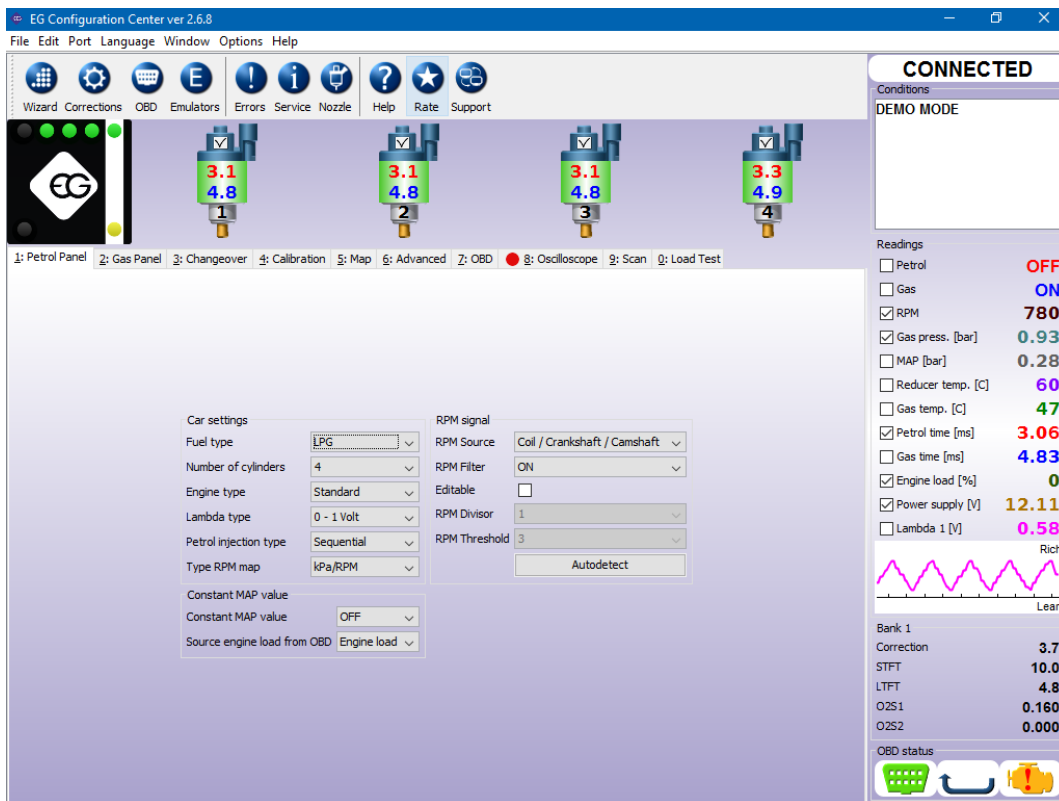 EG Configuration Center ver 2.6.8
File Edit Port Language Window Options Help
Wizard Corrections OBD Emulators Errors Service Nozzle Help Rate Support
CONNECTED
Conditions
DEMO MODE
EG
3.1 3.1 3.1 3.3
4.8 4.8 4.8 4.9
1 2 3 4
1: Petrol Panel 2: Gas Panel 3: Changeover 4: Calibration 5: Map 6: Advanced 7: OBD 8: Oscilloscope 9: Scan 0: Load Test
Car settings
Fuel type LPG
Number of cylinders 4
Engine type Standard
Lambda type 0 - 1 Volt
Petrol injection type Sequential
Type RPM map kPa/RPM
Constant MAP value
Constant MAP value OFF
Source engine load from OBD Engine load
RPM signal
RPM Source Coil / Crankshaft / Camshaft
RPM Filter ON
Editable
RPM Divisor 1
RPM Threshold 3
Autodetect
Readings
Petrol OFF
Gas ON
RPM 780
Gas press. [bar] 0.93
MAP [bar] 0.28
Reducer temp. [C] 60
Gas temp. [C] 47
Petrol time [ms] 3.06
Gas time [ms] 4.83
Engine load [%] 0
Power supply [V] 12.11
Lambda 1 [V] 0.58
Rich
Lear
Bank 1
Correction 3.7
STFT 10.0
LTFT 4.8
O2S1 0.160
O2S2 0.000
OBD status